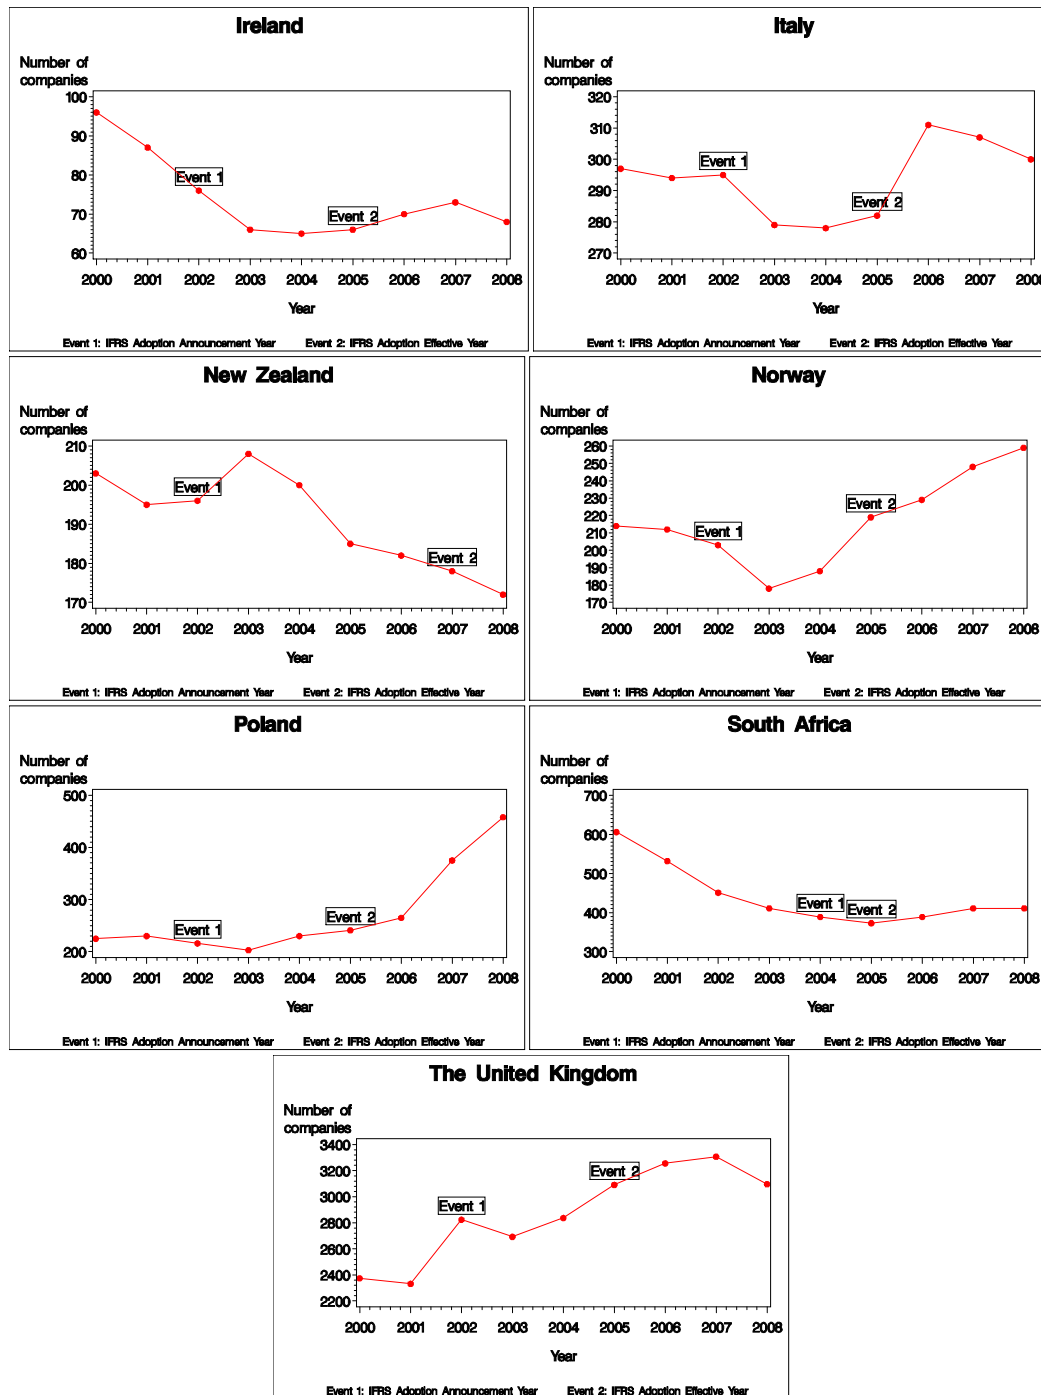 Ireland
Number of
companies
100
90
80
70
60
Event 1
Event 2
2000 2001 2002 2003 2004 2005 2006 2007 2008
Year
Event 1: IFRS Adoption Announcement Year Event 2: IFRS Adoption Effective Year
Italy
Number of
companies
320
310
300
290
280
270
Event 1
Event 2
2000 2001 2002 2003 2004 2005 2006 2007 2008
Year
Event 1: IFRS Adoption Announcement Year Event 2: IFRS Adoption Effective Year
New Zealand
Number of
companies
210
200
190
180
170
Event 1
Event 2
2000 2001 2002 2003 2004 2005 2006 2007 2008
Year
Event 1: IFRS Adoption Announcement Year Event 2: IFRS Adoption Effective Year
Norway
Number of
companies
260
250
240
230
220
210
200
190
180
170
Event 1
Event 2
2000 2001 2002 2003 2004 2005 2006 2007 2008
Year
Event 1: IFRS Adoption Announcement Year Event 2: IFRS Adoption Effective Year
Poland
Number of
companies
500
400
300
200
Event 1
Event 2
2000 2001 2002 2003 2004 2005 2006 2007 2008
Year
Event 1: IFRS Adoption Announcement Year Event 2: IFRS Adoption Effective Year
South Africa
Number of
companies
700
600
500
400
300
Event 1
Event 2
2000 2001 2002 2003 2004 2005 2006 2007 2008
Year
Event 1: IFRS Adoption Announcement Year Event 2: IFRS Adoption Effective Year
The United Kingdom
Number of
companies
3400
3200
3000
2800
2600
2400
2200
Event 1
Event 2
2000 2001 2002 2003 2004 2005 2006 2007 2008
Year
Event 1: IFRS Adoption Announcement Year Event 2: IFRS Adoption Effective Year